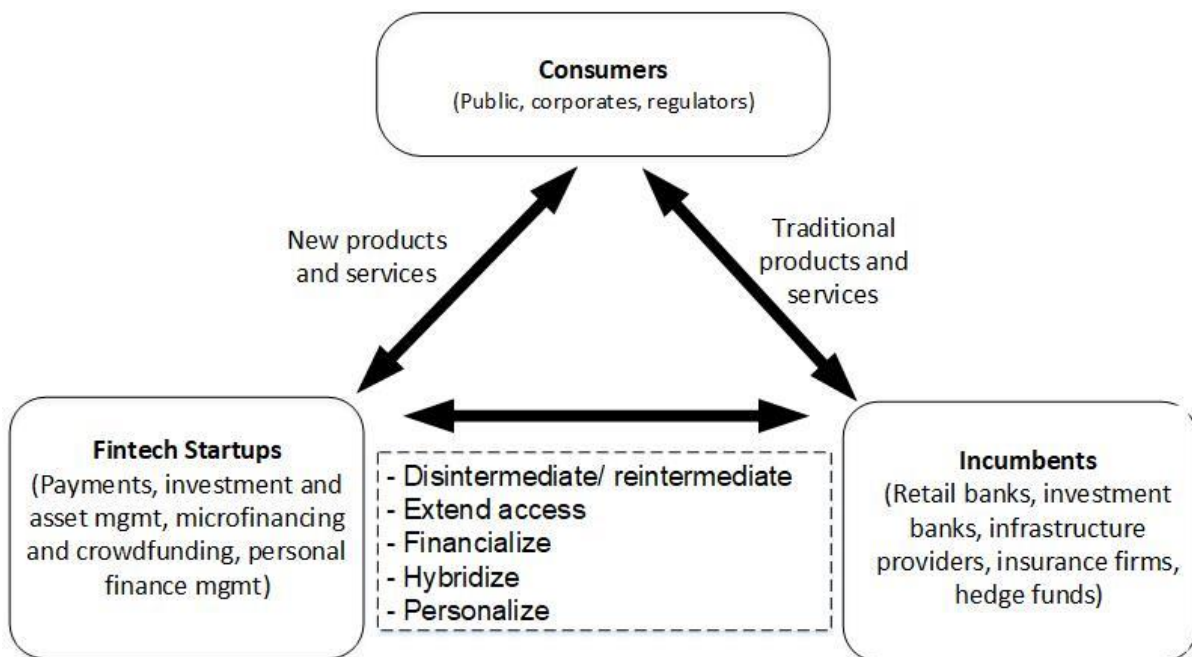 Consumers
(Public, corporates, regulators)
New products
and services
Traditional
products and
services
Fintech Startups
(Payments, investment and
asset mgmt, microfinancing
and crowdfunding, personal
finance mgmt)
- Disintermediate/ reintermediate
- Extend access
- Financialize
- Hybridize
- Personalize
Incumbents
(Retail banks, investment
banks, infrastructure
providers, insurance firms,
hedge funds)